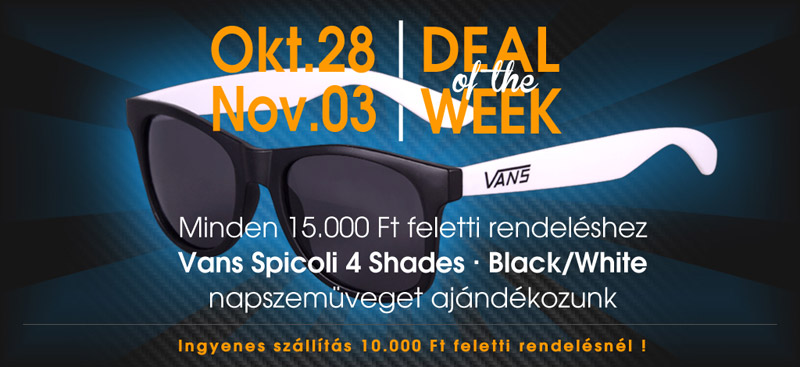 Okt.28
Nov.03
DEAL
of the
WEEK
VANS
Minden 15.000 Ft feletti rendeléshez
Vans Spicoli 4 Shades · Black/White
napszemüveget ajándékozunk
Ingyenes szállítás 10.000 Ft feletti rendelésnél !